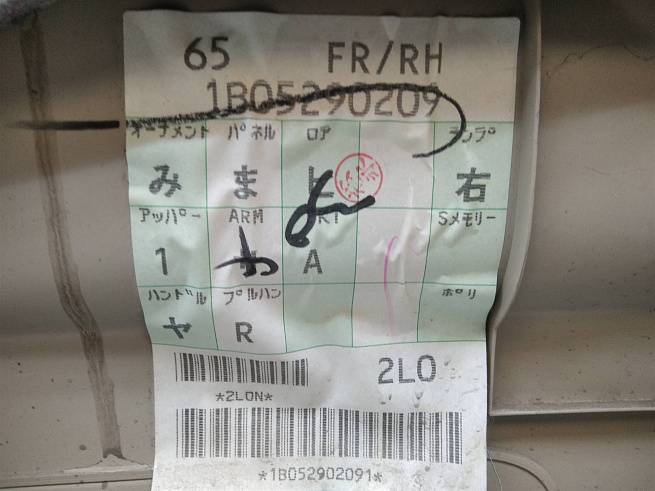 65 FR/RH
1B05290209
オーナメント パネル ロア ランプ
み ま ヒ 右
アッパー ARM Sメモリー
1 A
ハンドル プルハン ポリ
ヤ R
2L0
*2L0N*
*1B052902091*